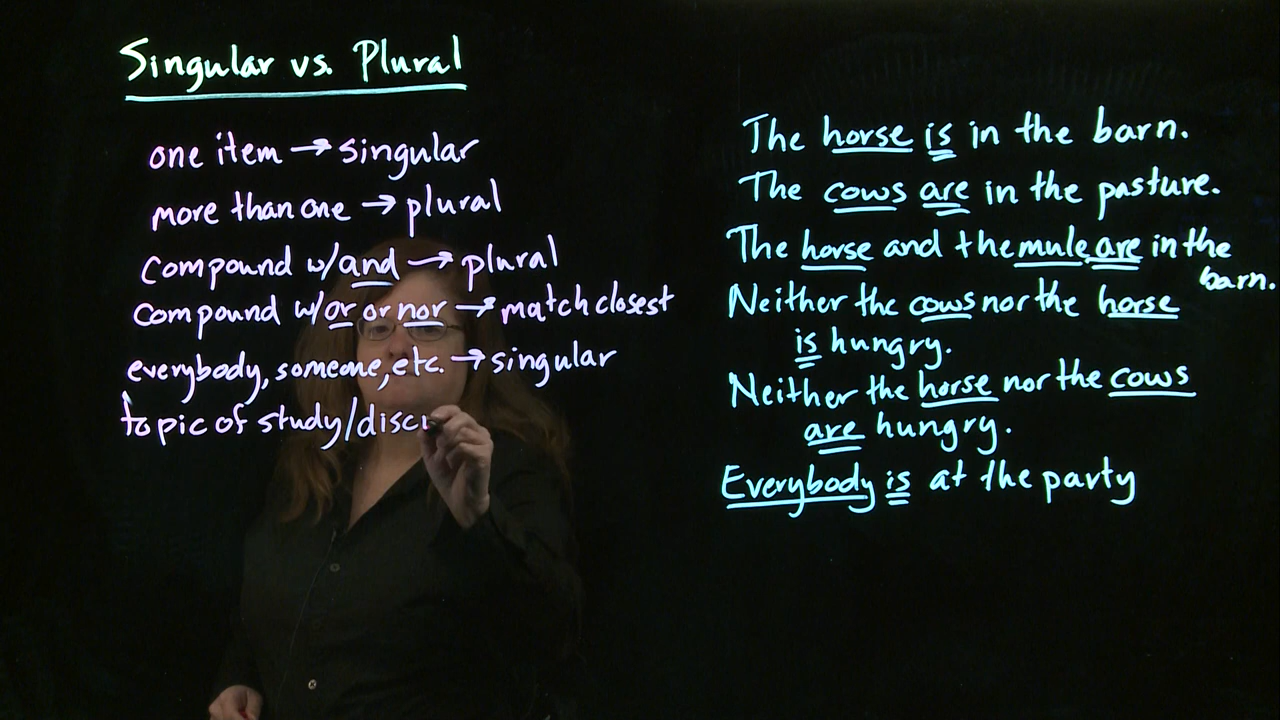 Singular vs. Plural
one item → singular
more than one → plural
compound w/and → plural
compound w/or or nor → match closest
everybody, someone, etc. → singular
topic of study/disci
The horse is in the barn.
The cows are in the pasture.
The horse and the mule are in the
barn.
Neither the cows nor the horse
is hungry.
Neither the horse nor the cows
are hungry.
Everybody is at the party